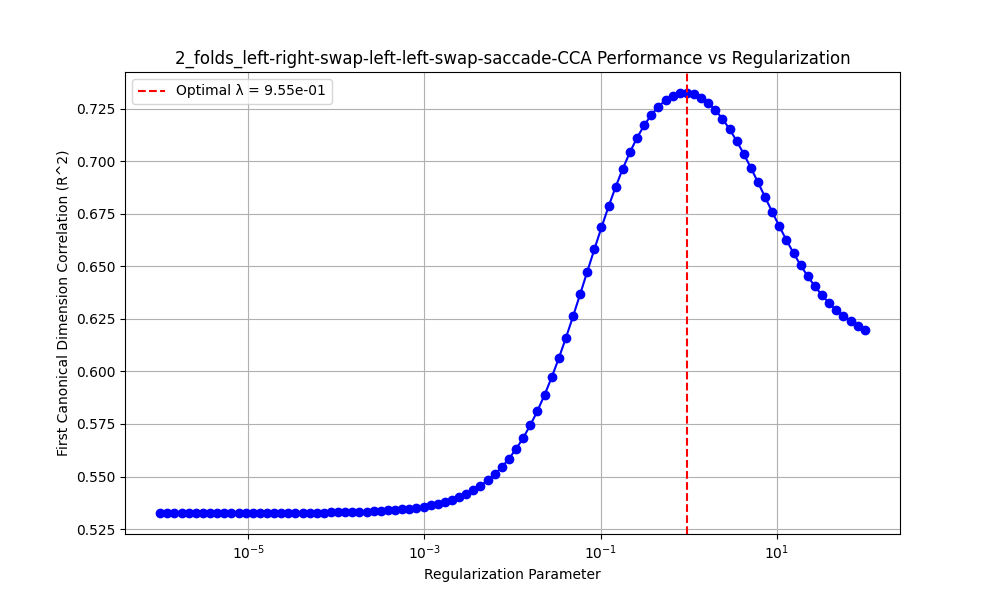 2_folds_left-right-swap-left-left-swap-saccade-CCA Performance vs Regularization
Optimal λ = 9.55e-01
First Canonical Dimension Correlation (R^2)
0.725
0.700
0.675
0.650
0.625
0.600
0.575
0.550
0.525
10⁻⁵ 10⁻³ 10⁻¹ 10¹
Regularization Parameter